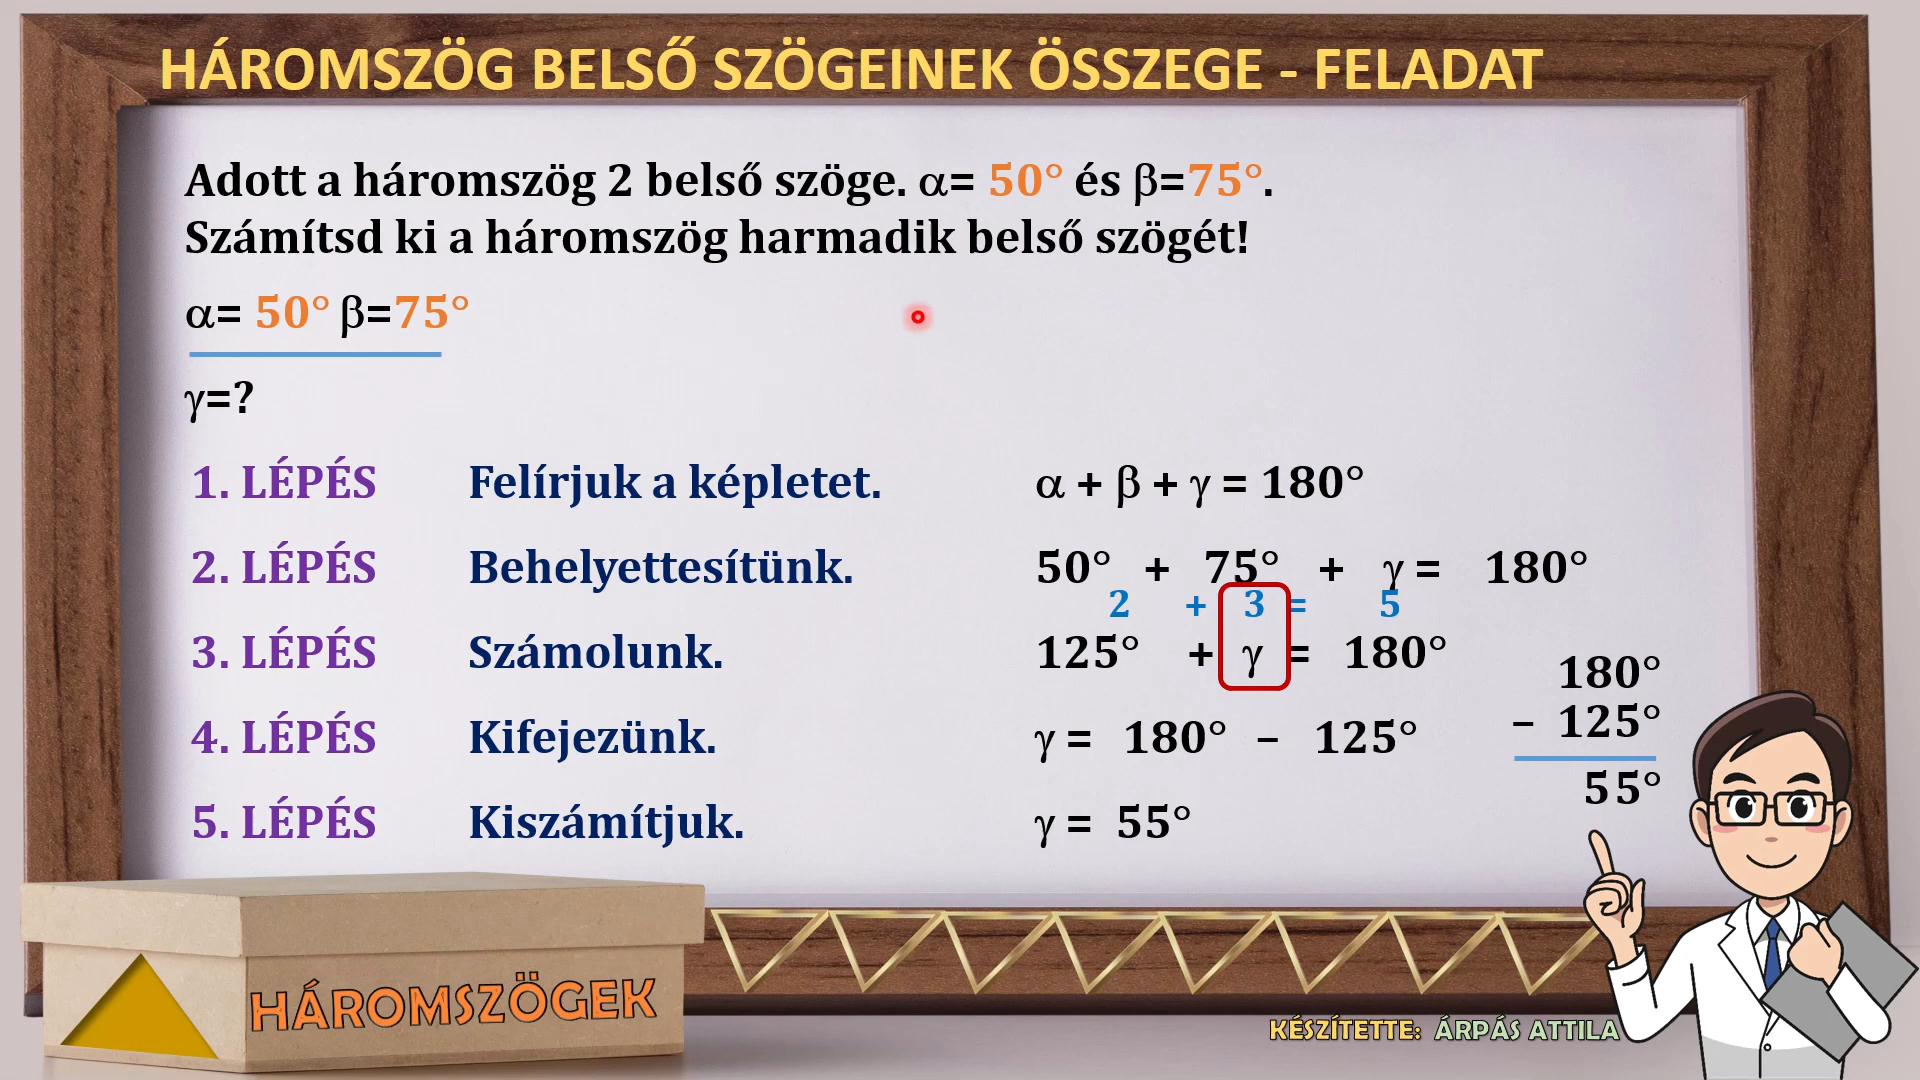 HÁROMSZÖG BELSŐ SZÖGEINEK ÖSSZEGE - FELADAT
Adott a háromszög 2 belső szöge. α= 50° és β=75°.
Számítsd ki a háromszög harmadik belső szögét!
α= 50° β=75°
γ=?
1. LÉPÉS Felírjuk a képletet. α + β + γ = 180°
2. LÉPÉS Behelyettesítünk. 50° + 75° + γ = 180°
2 + 3 = 5
3. LÉPÉS Számolunk. 125° + γ = 180°
180°
− 125°
55°
4. LÉPÉS Kifejezünk. γ = 180° − 125°
5. LÉPÉS Kiszámítjuk. γ = 55°
HÁROMSZÖGEK
KÉSZÍTETTE: ÁRPÁS ATTILA